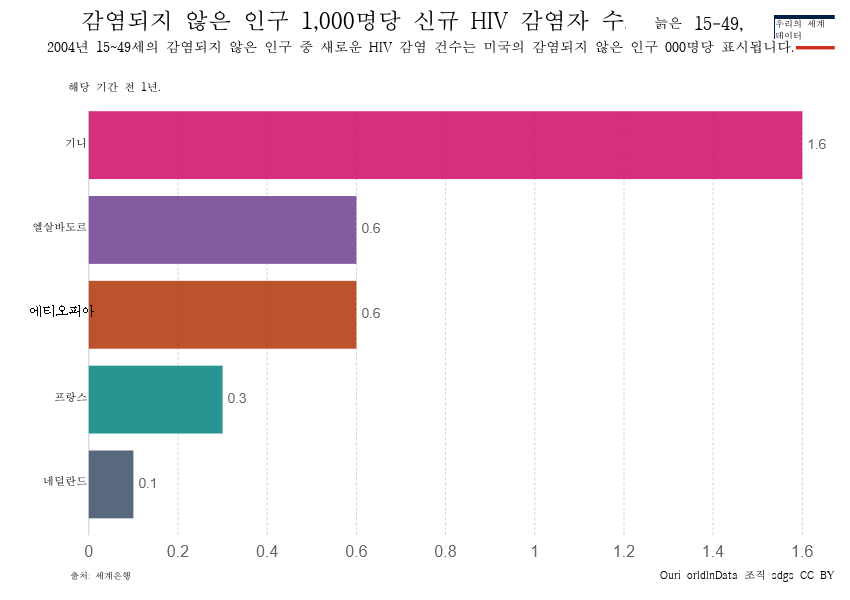 감염되지 않은 인구 1,000명당 신규 HIV 감염자 수. 늙은 15-49,
우리의 세계
데이터
2004년 15~49세의 감염되지 않은 인구 중 새로운 HIV 감염 건수는 미국의 감염되지 않은 인구 000명당 표시됩니다.
해당 기간 전 1년.
기니
1.6
엘살바도르
0.6
에티오피아
0.6
프랑스
0.3
네덜란드
0.1
0 0.2 0.4 0.6 0.8 1 1.2 1.4 1.6
출처: 세계은행
Ouri orldInData 조직 sdgs CC BY